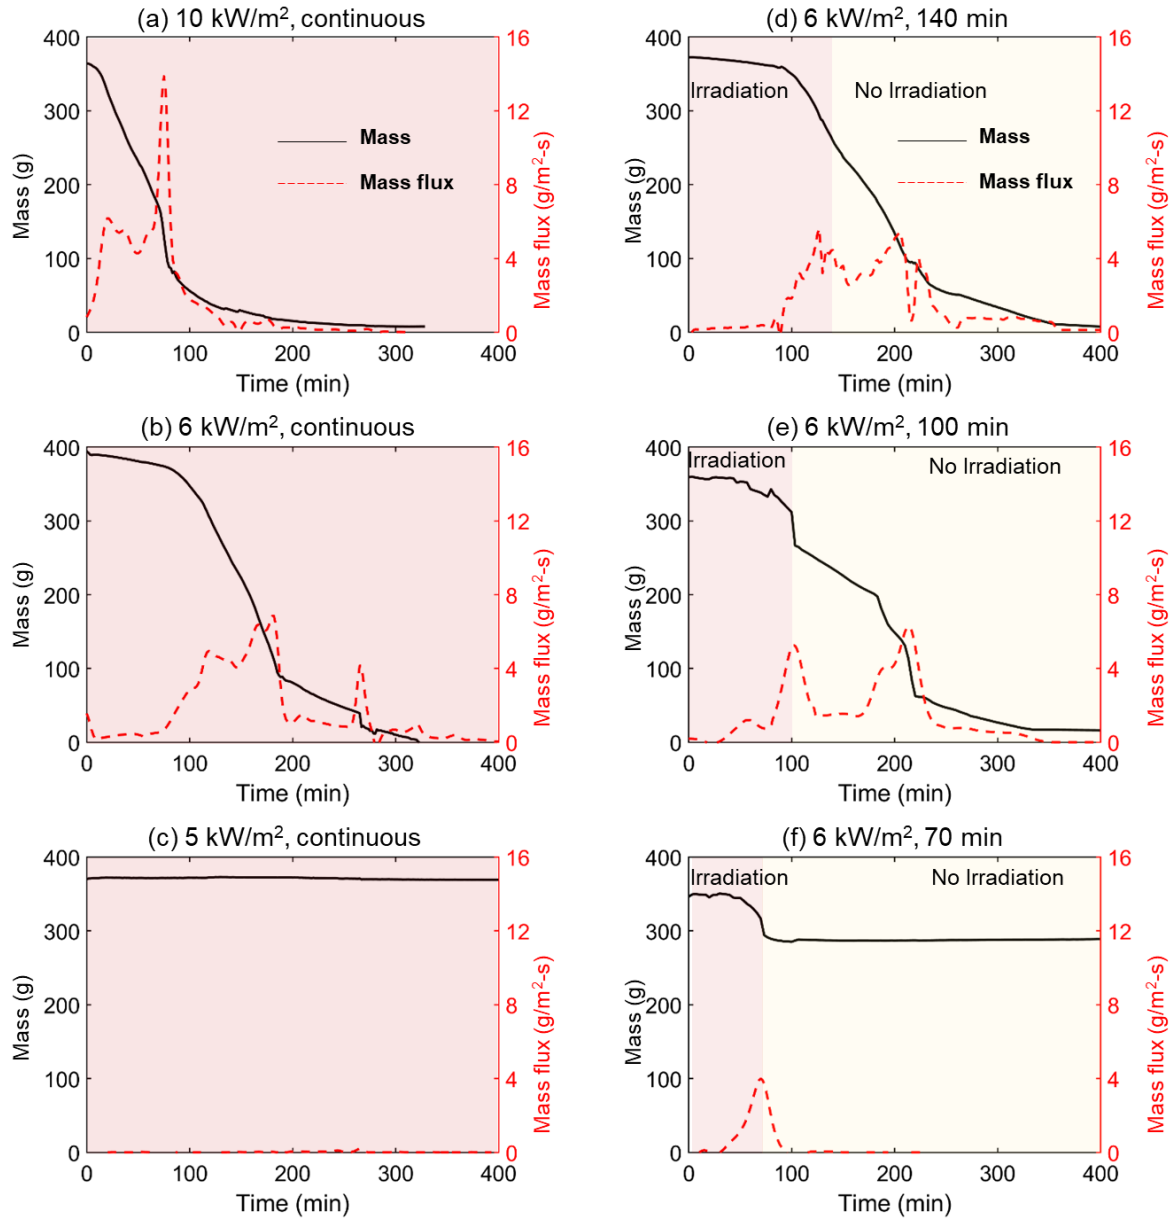 (a) 10 kW/m², continuous
400
300
200
100
0
Mass (g)
16
12
8
4
0
Mass flux (g/m²-s)
Mass
Mass flux
0
100
200
300
400
Time (min)
(d) 6 kW/m², 140 min
400
300
200
100
0
Mass (g)
16
12
8
4
0
Mass flux (g/m²-s)
Irradiation
No Irradiation
Mass
Mass flux
0
100
200
300
400
Time (min)
(b) 6 kW/m², continuous
400
300
200
100
0
Mass (g)
16
12
8
4
0
Mass flux (g/m²-s)
0
100
200
300
400
Time (min)
(e) 6 kW/m², 100 min
400
300
200
100
0
Mass (g)
16
12
8
4
0
Mass flux (g/m²-s)
Irradiation
No Irradiation
0
100
200
300
400
Time (min)
(c) 5 kW/m², continuous
400
300
200
100
0
Mass (g)
16
12
8
4
0
Mass flux (g/m²-s)
0
100
200
300
400
Time (min)
(f) 6 kW/m², 70 min
400
300
200
100
0
Mass (g)
16
12
8
4
0
Mass flux (g/m²-s)
Irradiation
No Irradiation
0
100
200
300
400
Time (min)